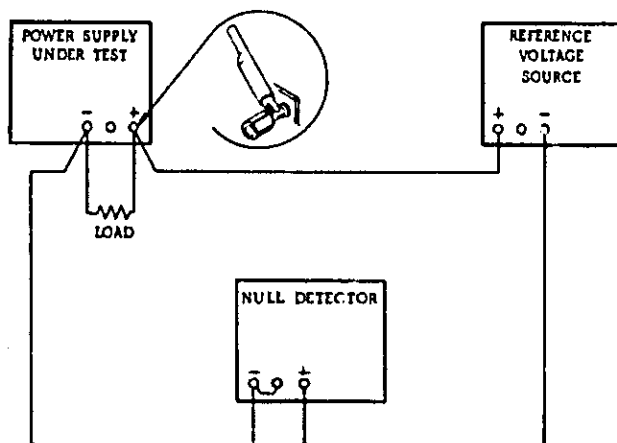 POWER SUPPLY
UNDER TEST
- +
LOAD
REFERENCE
VOLTAGE
SOURCE
+ -
NULL DETECTOR
- +